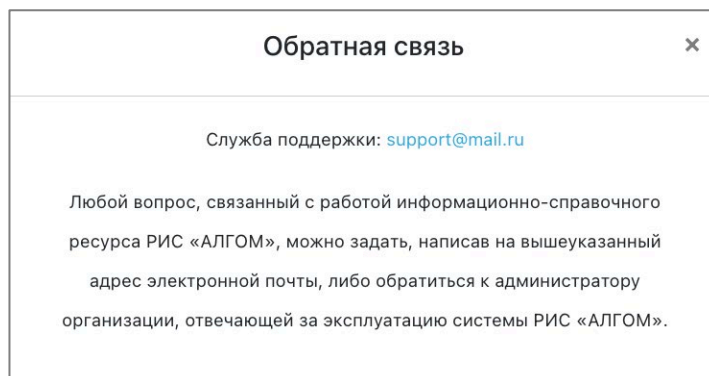 Обратная связь ×
Служба поддержки: support@mail.ru
Любой вопрос, связанный с работой информационно-справочного
ресурса РИС «АЛГОМ», можно задать, написав на вышеуказанный
адрес электронной почты, либо обратиться к администратору
организации, отвечающей за эксплуатацию системы РИС «АЛГОМ».